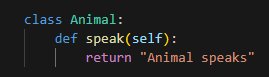 class Animal:
    def speak(self):
        return "Animal speaks"